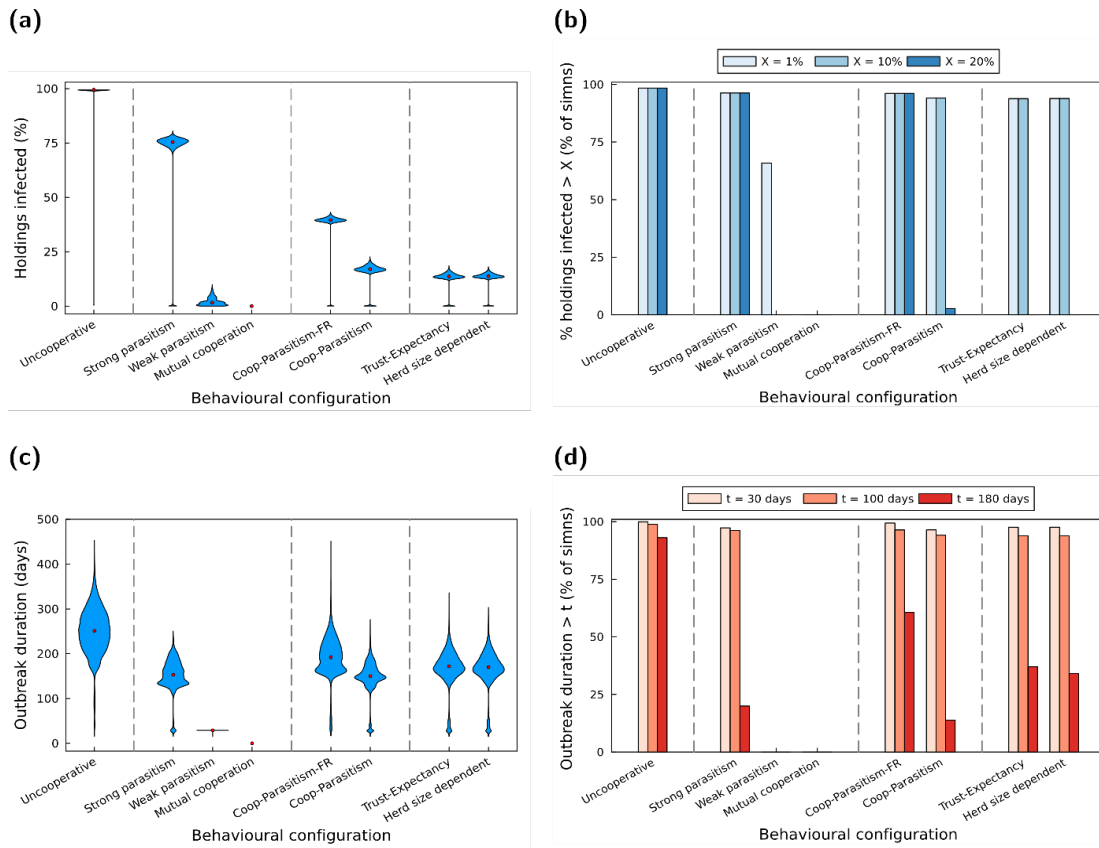 (a)
Holdings infected (%)
100
75
50
25
0
Uncooperative
Strong parasitism
Weak parasitism
Mutual cooperation
Coop-Parasitism-FR
Coop-Parasitism
Trust-Expectancy
Herd size dependent
Behavioural configuration
(b)
X = 1% X = 10% X = 20%
% holdings infected > X (% of simns)
100
75
50
25
0
Uncooperative
Strong parasitism
Weak parasitism
Mutual cooperation
Coop-Parasitism-FR
Coop-Parasitism
Trust-Expectancy
Herd size dependent
Behavioural configuration
(c)
Outbreak duration (days)
500
400
300
200
100
0
Uncooperative
Strong parasitism
Weak parasitism
Mutual cooperation
Coop-Parasitism-FR
Coop-Parasitism
Trust-Expectancy
Herd size dependent
Behavioural configuration
(d)
t = 30 days t = 100 days t = 180 days
Outbreak duration > t (% of simns)
100
75
50
25
0
Uncooperative
Strong parasitism
Weak parasitism
Mutual cooperation
Coop-Parasitism-FR
Coop-Parasitism
Trust-Expectancy
Herd size dependent
Behavioural configuration